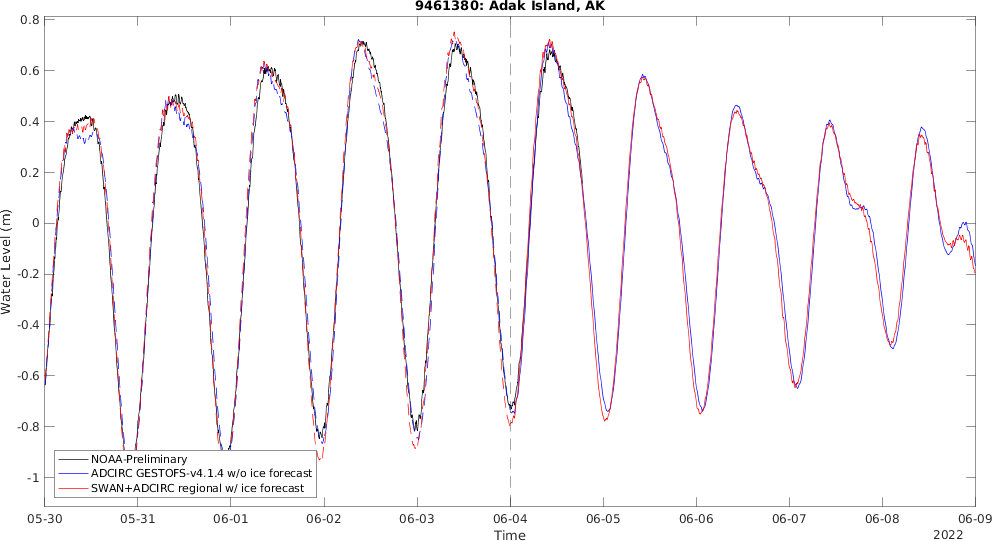 9461380: Adak Island, AK
0.8
0.6
0.4
0.2
0
-0.2
-0.4
-0.6
-0.8
-1
Water Level (m)
NOAA-Preliminary
ADCIRC GESTOFS-v4.1.4 w/o ice forecast
SWAN+ADCIRC regional w/ ice forecast
05-30 05-31 06-01 06-02 06-03 06-04 06-05 06-06 06-07 06-08 06-09
Time
2022